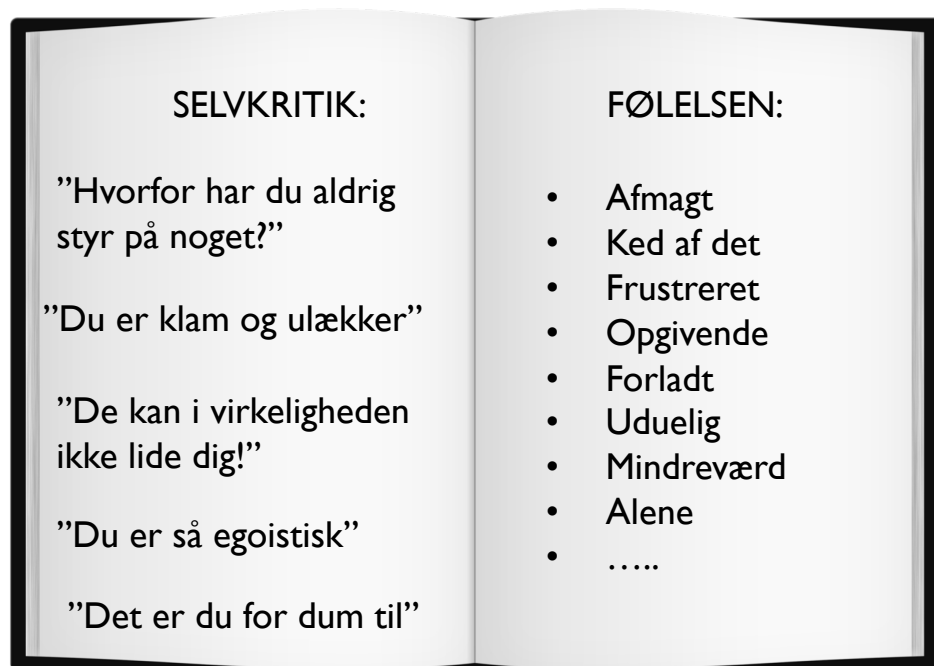 SELVKRITIK:
”Hvorfor har du aldrig
styr på noget?”
”Du er klam og ulækker”
”De kan i virkeligheden
ikke lide dig!”
”Du er så egoistisk”
”Det er du for dum til”
FØLELSEN:
• Afmagt
• Ked af det
• Frustreret
• Opgivende
• Forladt
• Uduelig
• Mindreværd
• Alene
• …..